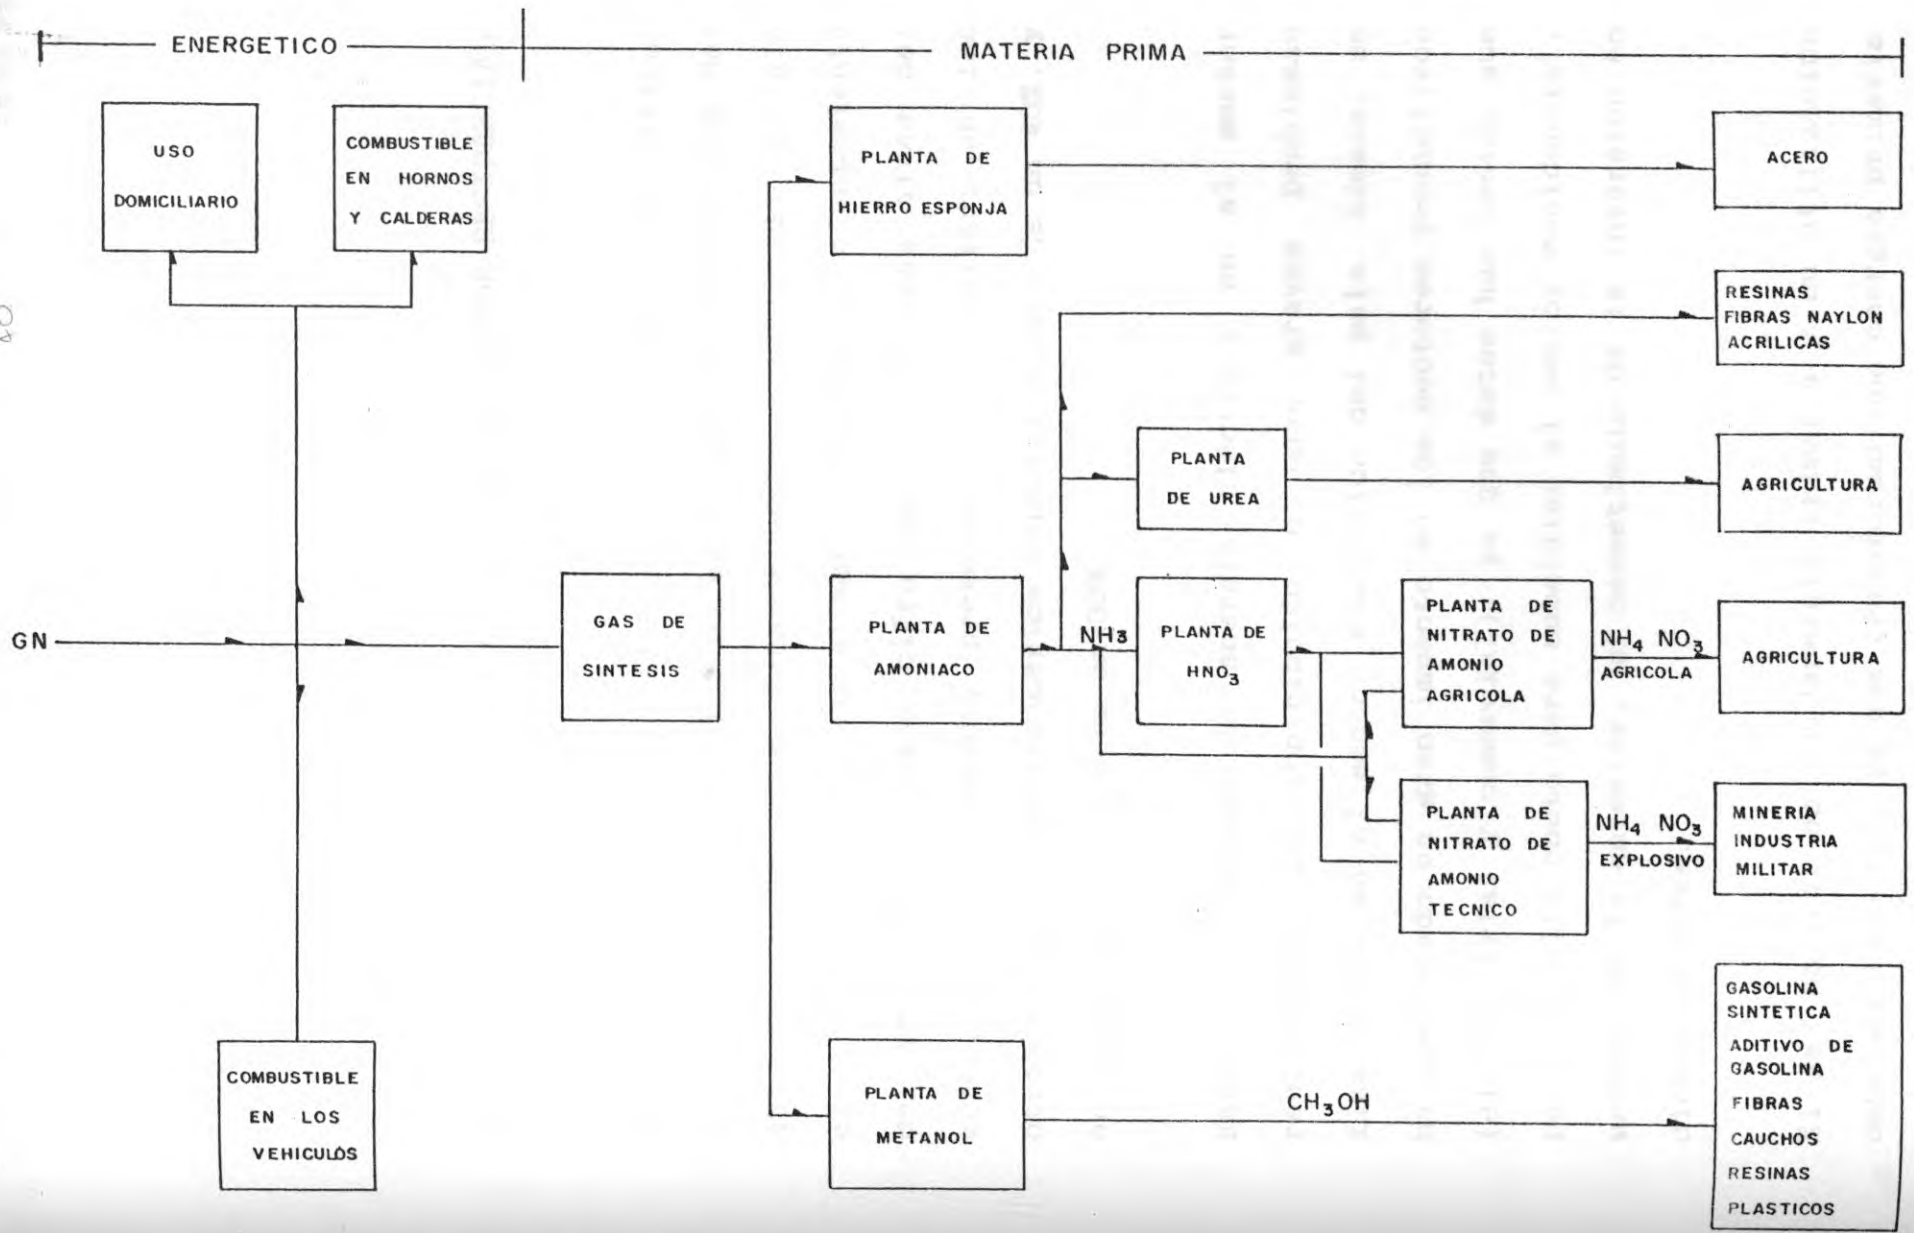 ENERGETICO
MATERIA PRIMA
USO
DOMICILIARIO
COMBUSTIBLE
EN HORNOS
Y CALDERAS
PLANTA DE
HIERRO ESPONJA
ACERO
RESINAS
FIBRAS NAYLON
ACRILICAS
PLANTA
DE UREA
AGRICULTURA
GN
GAS DE
SINTESIS
PLANTA DE
AMONIACO
NH3
PLANTA DE
HNO3
PLANTA DE
NITRATO DE
AMONIO
AGRICOLA
NH4 NO3
AGRICOLA
AGRICULTURA
PLANTA DE
NITRATO DE
AMONIO
TECNICO
NH4 NO3
EXPLOSIVO
MINERIA
INDUSTRIA
MILITAR
COMBUSTIBLE
EN LOS
VEHICULÓS
PLANTA DE
METANOL
CH3OH
GASOLINA
SINTETICA
ADITIVO DE
GASOLINA
FIBRAS
CAUCHOS
RESINAS
PLASTICOS